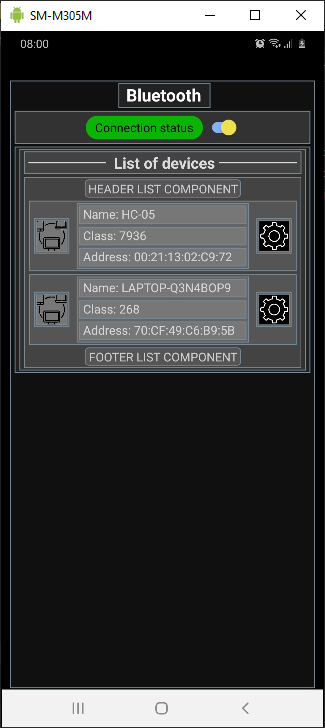 SM-M305M
08:00
Bluetooth
Connection status
List of devices
HEADER LIST COMPONENT
Name: HC-05
Class: 7936
Address: 00:21:13:02:C9:72
Name: LAPTOP-Q3N4BOP9
Class: 268
Address: 70:CF:49:C6:B9:5B
FOOTER LIST COMPONENT